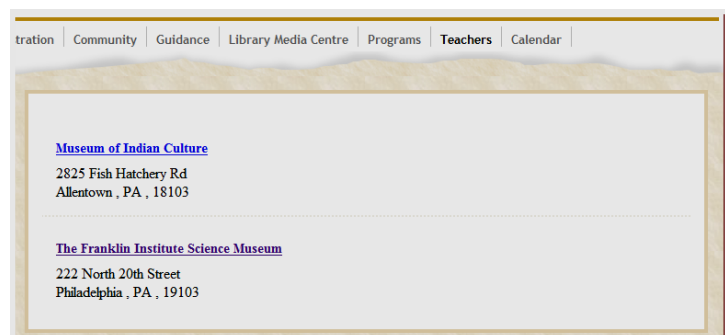 tration Community Guidance Library Media Centre Programs Teachers Calendar
Museum of Indian Culture
2825 Fish Hatchery Rd
Allentown , PA , 18103
The Franklin Institute Science Museum
222 North 20th Street
Philadelphia , PA , 19103